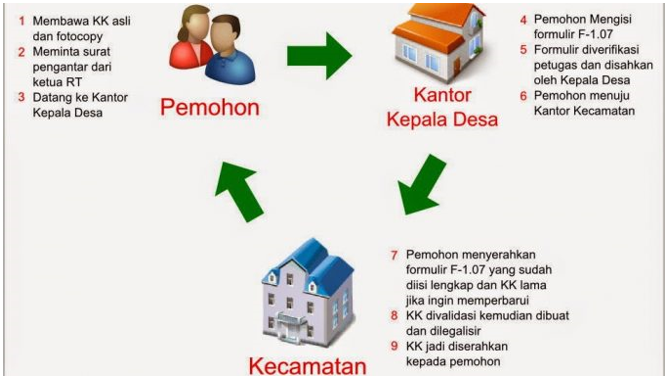 1 Membawa KK asli
dan fotocopy
2 Meminta surat
pengantar dari
ketua RT
3 Datang ke Kantor
Kepala Desa
Pemohon
Kantor
Kepala Desa
4 Pemohon Mengisi
formulir F-1.07
5 Formulir diverifikasi
petugas dan disahkan
oleh Kepala Desa
6 Pemohon menuju
Kantor Kecamatan
Kecamatan
7 Pemohon menyerahkan
formulir F-1.07 yang sudah
diisi lengkap dan KK lama
jika ingin memperbarui
8 KK divalidasi kemudian dibuat
dan dilegalisir
9 KK jadi diserahkan
kepada pemohon